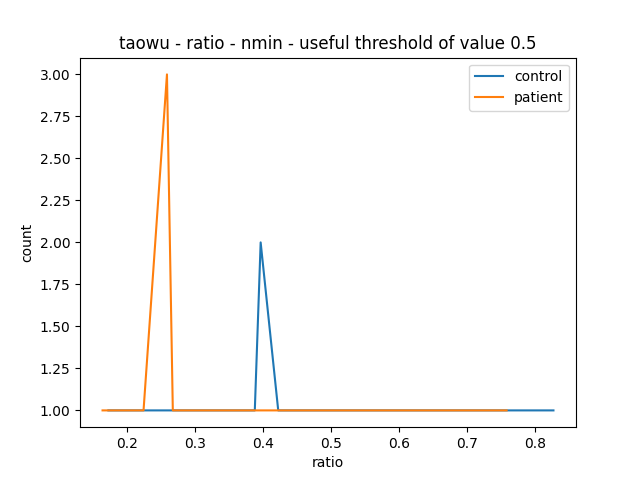 taowu - ratio - nmin - useful threshold of value 0.5
control
patient
3.00
2.75
2.50
2.25
2.00
1.75
1.50
1.25
1.00
count
0.2 0.3 0.4 0.5 0.6 0.7 0.8
ratio